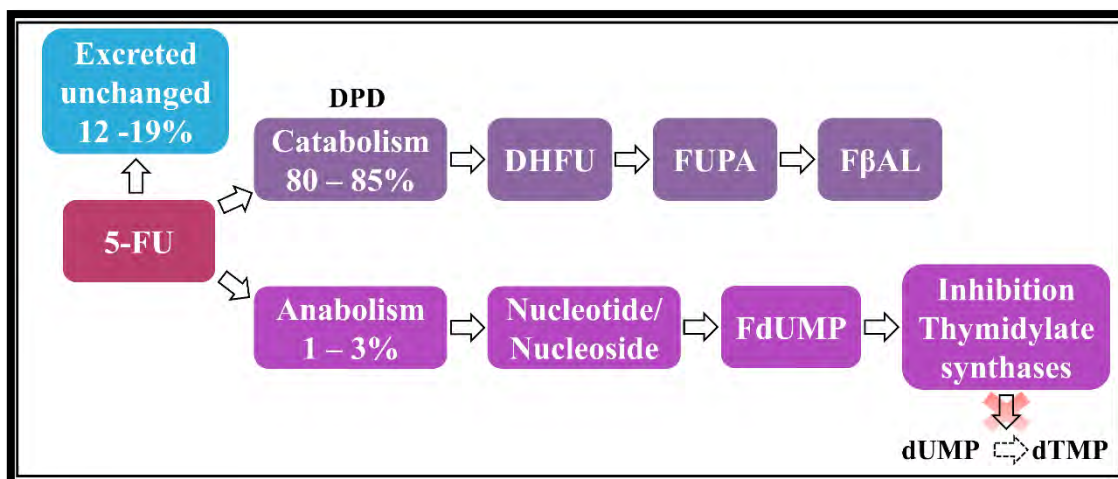 Excreted
unchanged
12 -19%
DPD
Catabolism
80 – 85%
DHFU
FUPA
FβAL
5-FU
Anabolism
1 – 3%
Nucleotide/
Nucleoside
FdUMP
Inhibition
Thymidylate
synthases
dUMP
dTMP